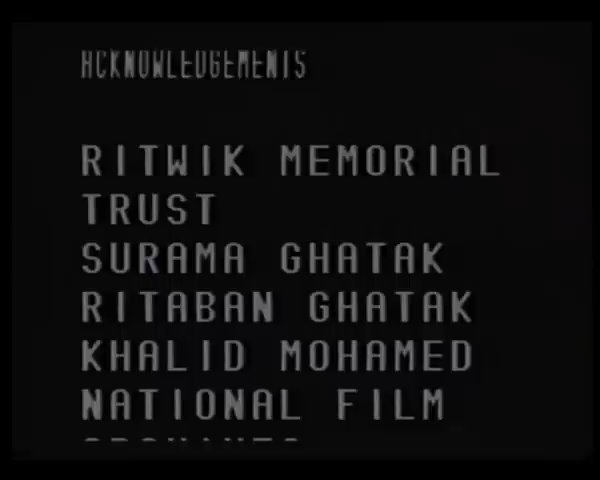 ACKNOWLEDGEMENTS
RITWIK MEMORIAL
TRUST
SURAMA GHATAK
RITABAN GHATAK
KHALID MOHAMED
NATIONAL FILM